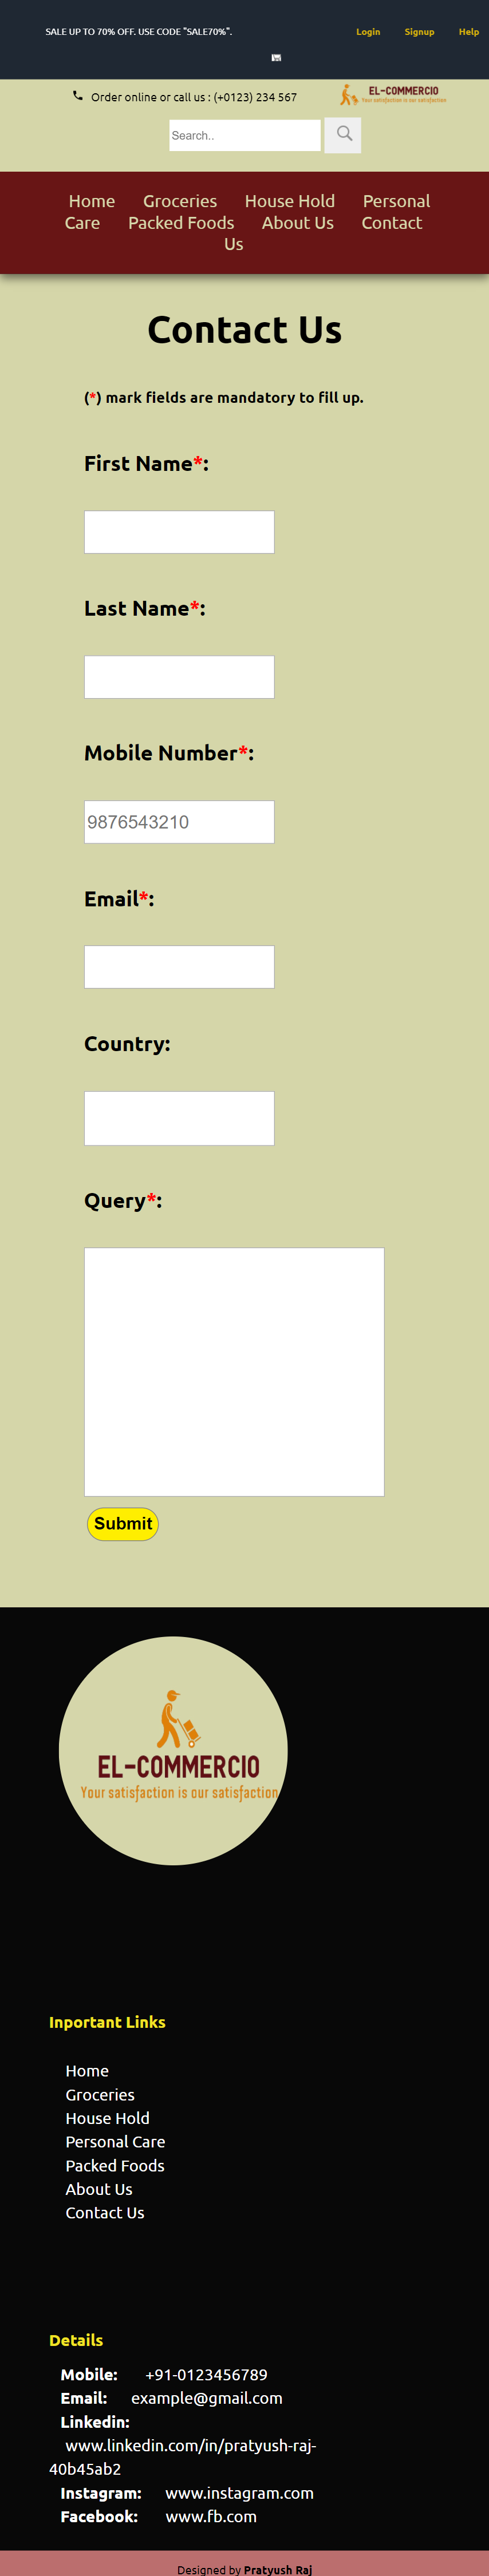 SALE UP TO 70% OFF. USE CODE "SALE70%".
Login Signup Help
Order online or call us : (+0123) 234 567
EL-COMMERCIO
Your satisfaction is our satisfaction
Search..
Home Groceries House Hold Personal
Care Packed Foods About Us Contact
Us
Contact Us
(*) mark fields are mandatory to fill up.
First Name*:
Last Name*:
Mobile Number*:
9876543210
Email*:
Country:
Query*:
Submit
EL-COMMERCIO
Your satisfaction is our satisfaction
Inportant Links
Home
Groceries
House Hold
Personal Care
Packed Foods
About Us
Contact Us
Details
Mobile: +91-0123456789
Email: example@gmail.com
Linkedin:
www.linkedin.com/in/pratyush-raj-
40b45ab2
Instagram: www.instagram.com
Facebook: www.fb.com
Designed by Pratyush Raj